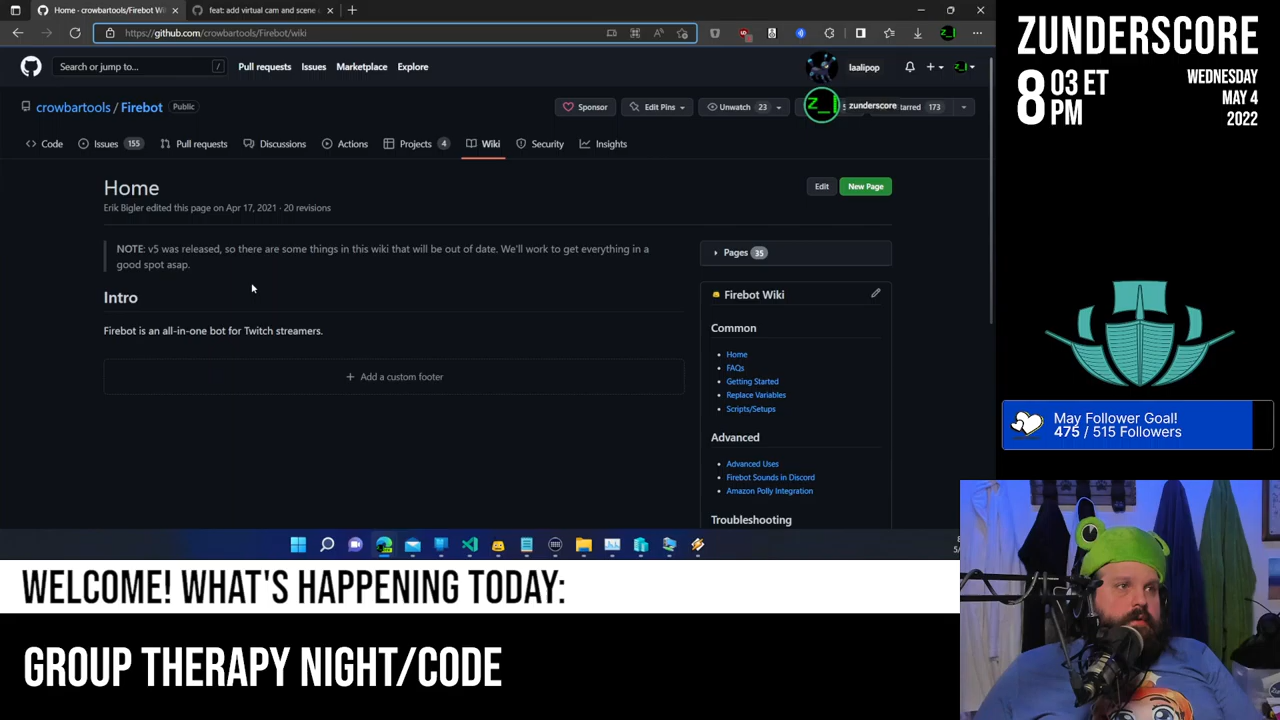 Home - crowbartools/Firebot Wi
feat: add virtual cam and scene
https://github.com/crowbartools/Firebot/wiki
Search or jump to...
/
Pull requests
Issues
Marketplace
Explore
laalipop
crowbartools / Firebot
Public
Sponsor
Edit Pins
Unwatch
23
zunderscore
arred
173
Code
Issues
155
Pull requests
Discussions
Actions
Projects
4
Wiki
Security
Insights
Home
Edit
New Page
Erik Bigler edited this page on Apr 17, 2021 · 20 revisions
NOTE: v5 was released, so there are some things in this wiki that will be out of date. We'll work to get everything in a
good spot asap.
Intro
Firebot is an all-in-one bot for Twitch streamers.
Add a custom footer
Pages 35
Firebot Wiki
Common
Home
FAQs
Getting Started
Replace Variables
Scripts/Setups
Advanced
Advanced Uses
Firebot Sounds in Discord
Amazon Polly Integration
Troubleshooting
ZUNDERSCORE
8 03 ET
PM
WEDNESDAY
MAY 4
2022
May Follower Goal!
475 / 515 Followers
WELCOME! WHAT'S HAPPENING TODAY:
GROUP THERAPY NIGHT/CODE